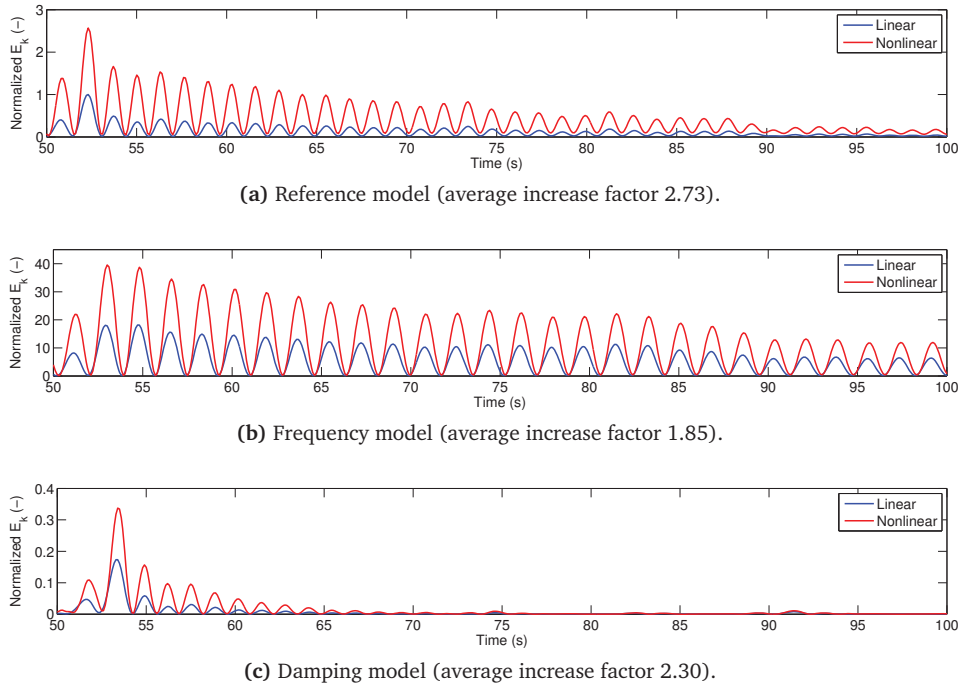 3
2
1
0
Normalized E_k (–)
Linear
Nonlinear
50 55 60 65 70 75 80 85 90 95 100
Time (s)
(a) Reference model (average increase factor 2.73).
40
30
20
10
0
Normalized E_k (–)
Linear
Nonlinear
50 55 60 65 70 75 80 85 90 95 100
Time (s)
(b) Frequency model (average increase factor 1.85).
0.4
0.3
0.2
0.1
0
Normalized E_k (–)
Linear
Nonlinear
50 55 60 65 70 75 80 85 90 95 100
Time (s)
(c) Damping model (average increase factor 2.30).